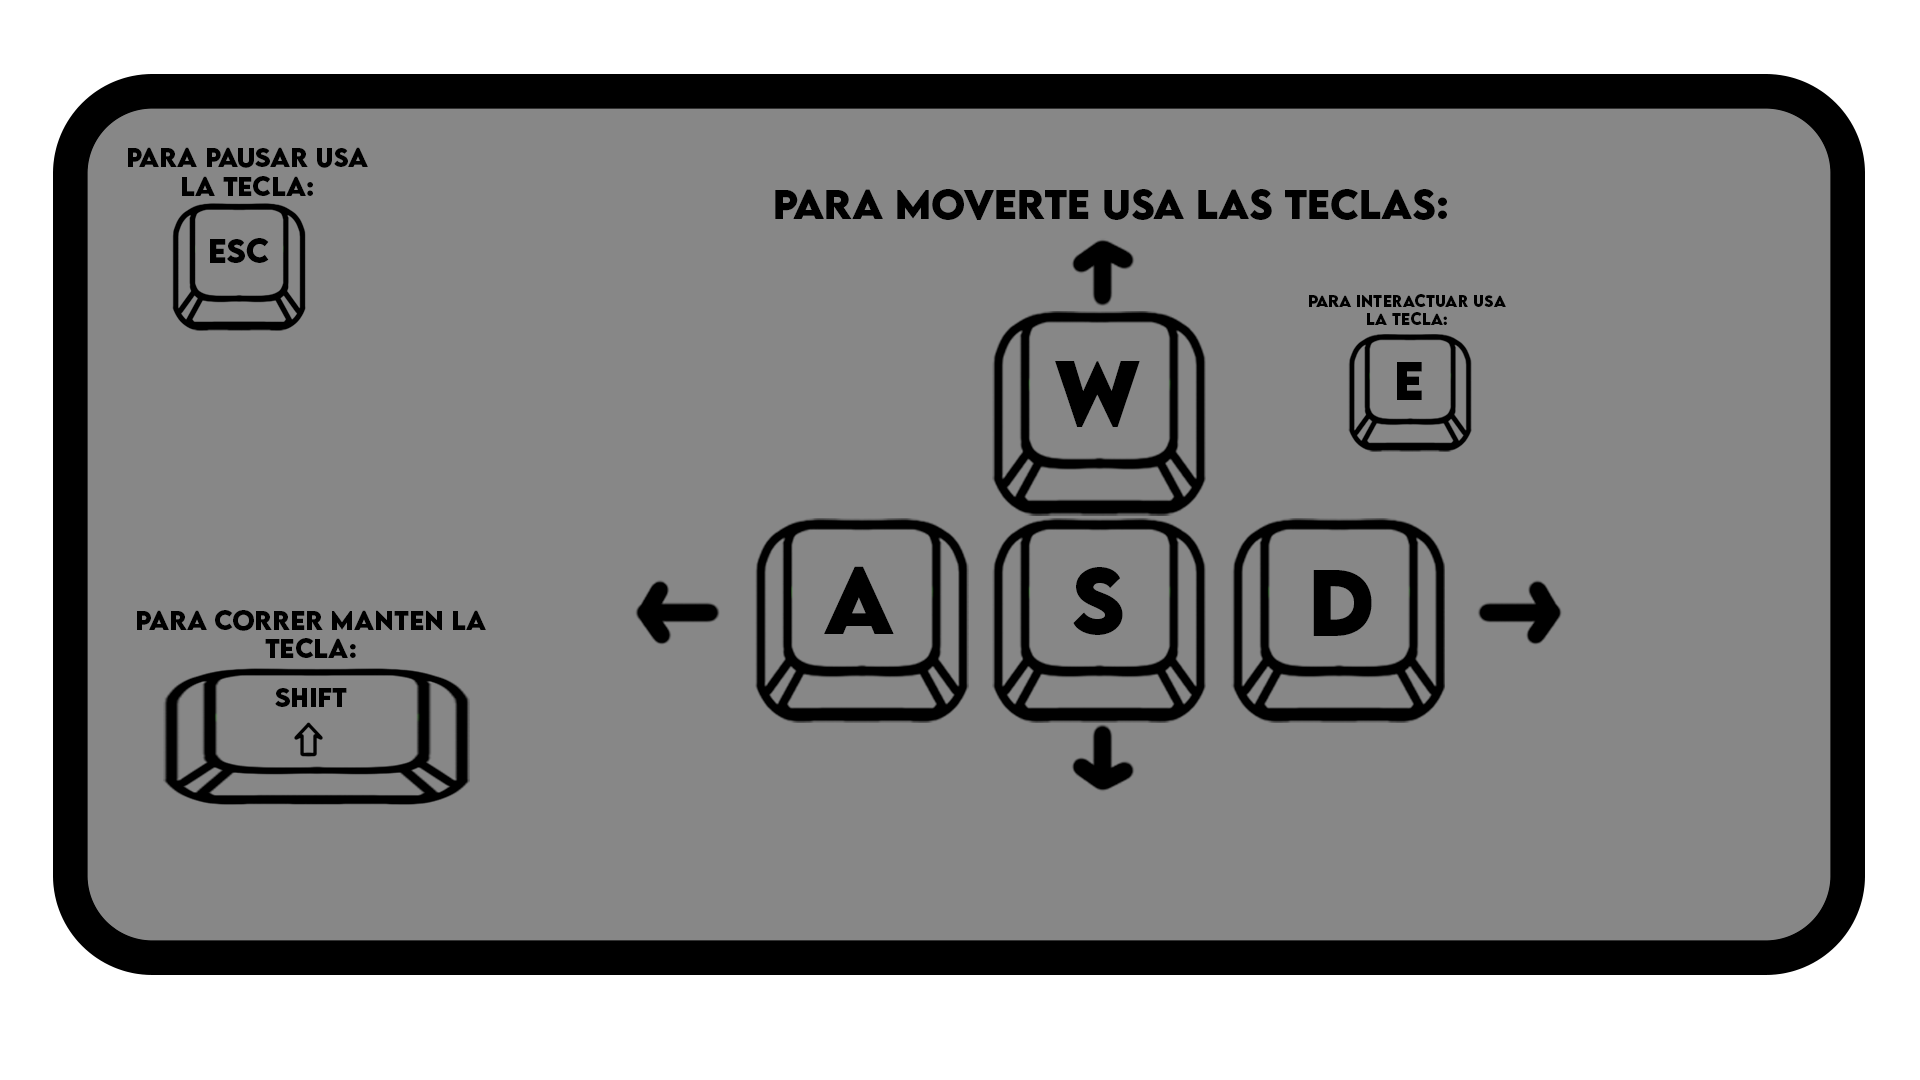 PARA PAUSAR USA
LA TECLA:
ESC
PARA MOVERTE USA LAS TECLAS:
PARA INTERACTUAR USA
LA TECLA:
W
E
A S D
PARA CORRER MANTEN LA
TECLA:
SHIFT